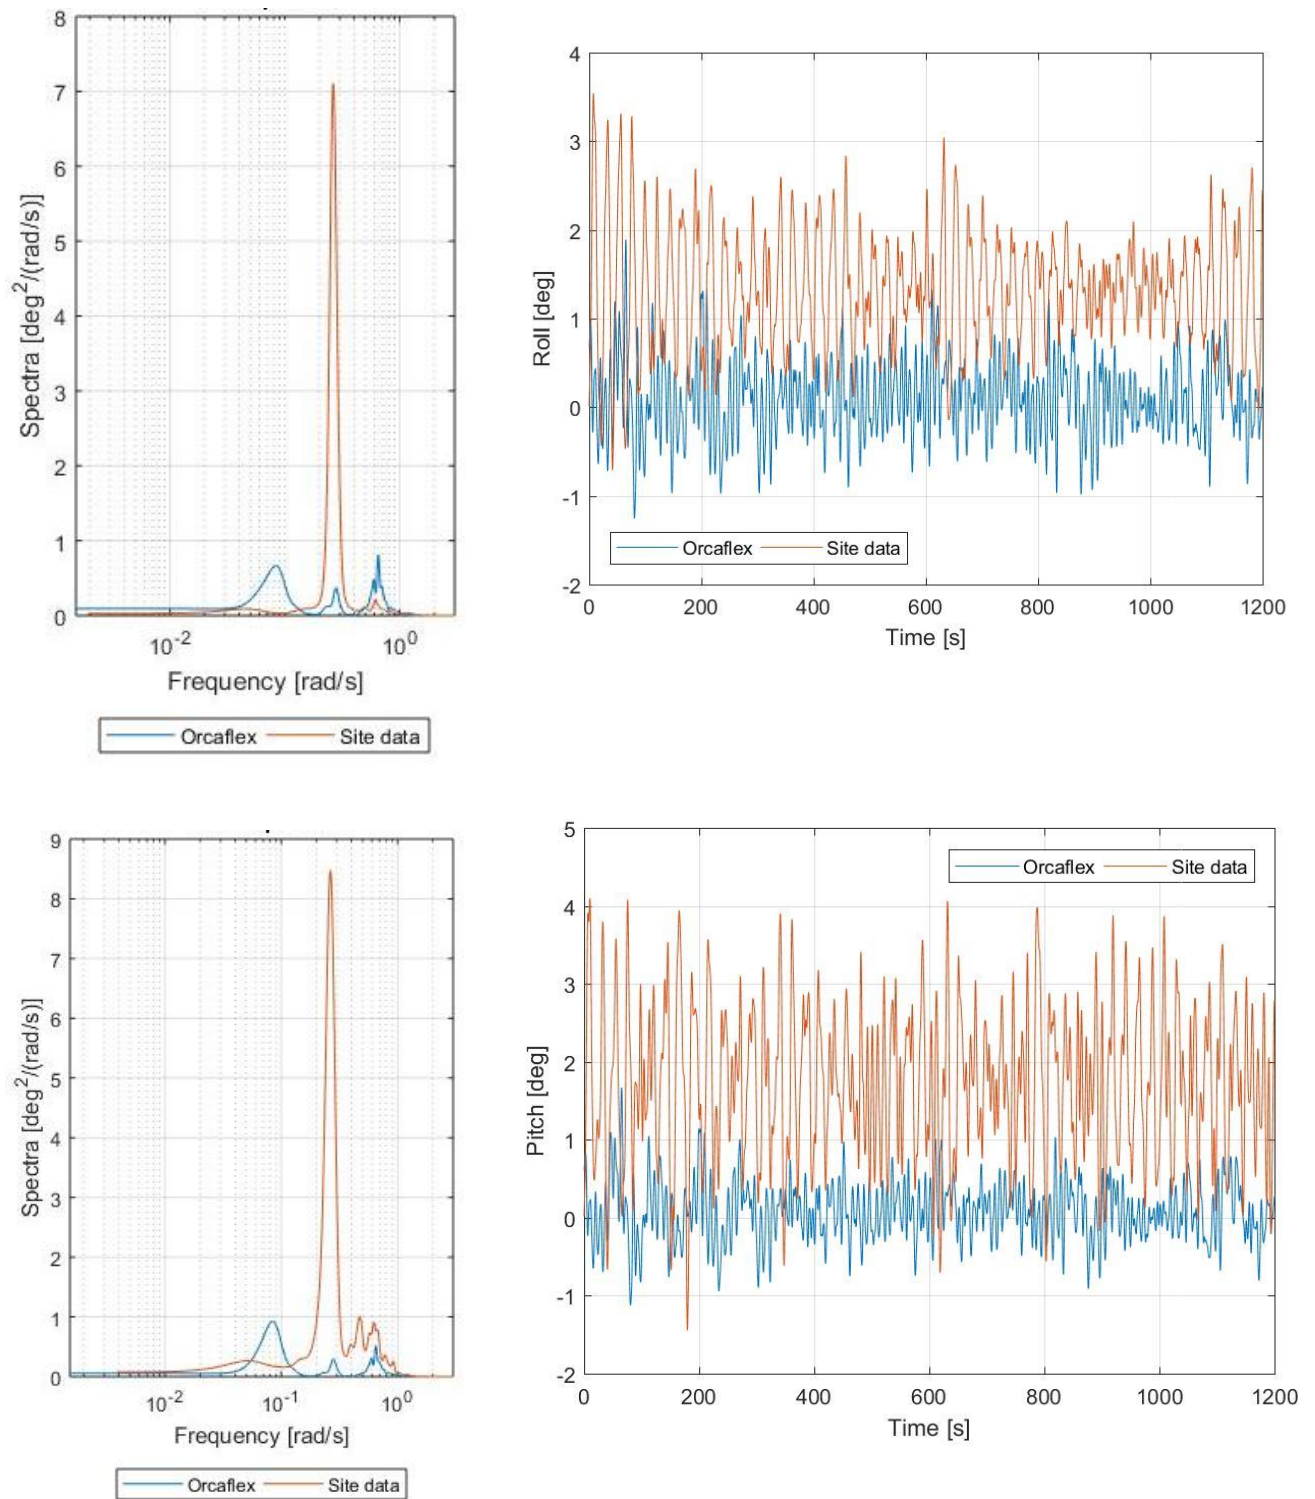 8
7
6
5
4
3
2
1
0
Spectra [deg²/(rad/s)]
10⁻² 10⁰
Frequency [rad/s]
Orcaflex Site data
4
3
2
1
0
-1
-2
Roll [deg]
Orcaflex Site data
0 200 400 600 800 1000 1200
Time [s]
9
8
7
6
5
4
3
2
1
0
Spectra [deg²/(rad/s)]
10⁻² 10⁻¹ 10⁰
Frequency [rad/s]
Orcaflex Site data
5
4
3
2
1
0
-1
-2
Pitch [deg]
Orcaflex Site data
0 200 400 600 800 1000 1200
Time [s]